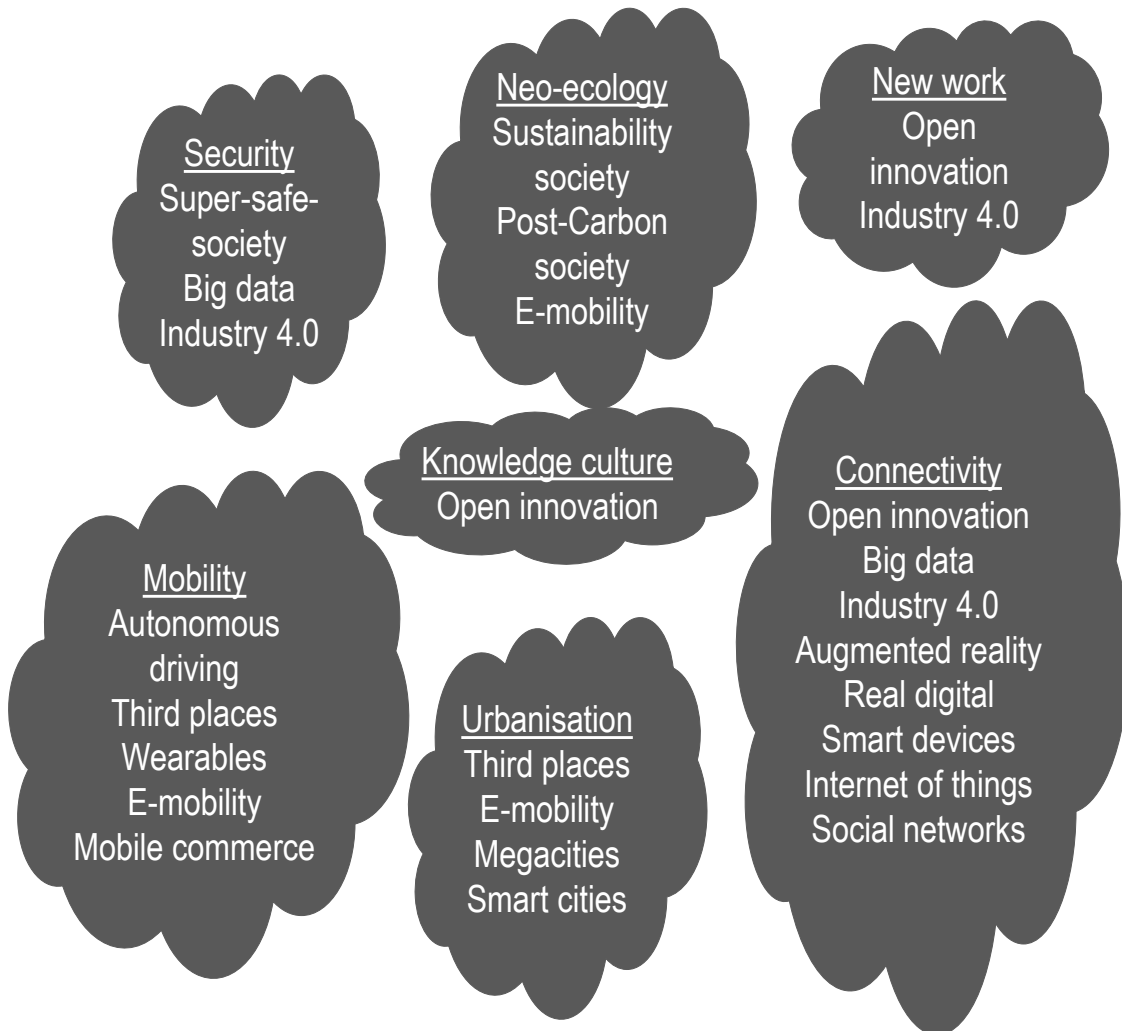 Security
Super-safe-
society
Big data
Industry 4.0
Neo-ecology
Sustainability
society
Post-Carbon
society
E-mobility
New work
Open
innovation
Industry 4.0
Knowledge culture
Open innovation
Connectivity
Open innovation
Big data
Industry 4.0
Augmented reality
Real digital
Smart devices
Internet of things
Social networks
Mobility
Autonomous
driving
Third places
Wearables
E-mobility
Mobile commerce
Urbanisation
Third places
E-mobility
Megacities
Smart cities